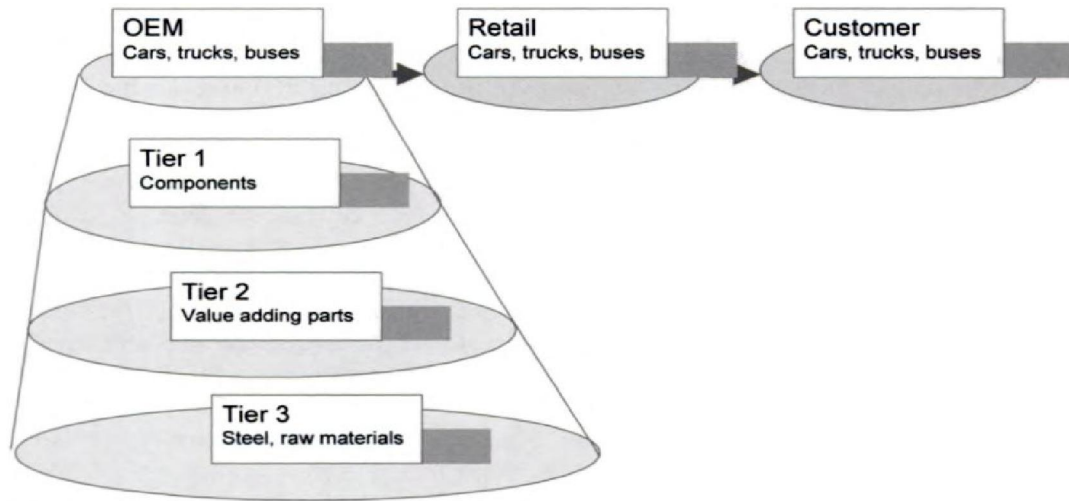 OEM
Cars, trucks, buses
Retail
Cars, trucks, buses
Customer
Cars, trucks, buses
Tier 1
Components
Tier 2
Value adding parts
Tier 3
Steel, raw materials